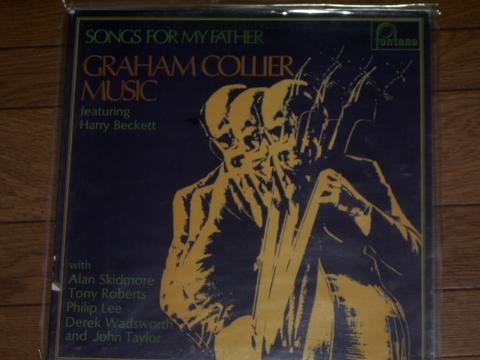 SONGS FOR MY FATHER
fontana
GRAHAM COLLIER
MUSIC
featuring
Harry Beckett
with
Alan Skidmore
Tony Roberts
Philip Lee
Derek Wadsworth
and John Taylor